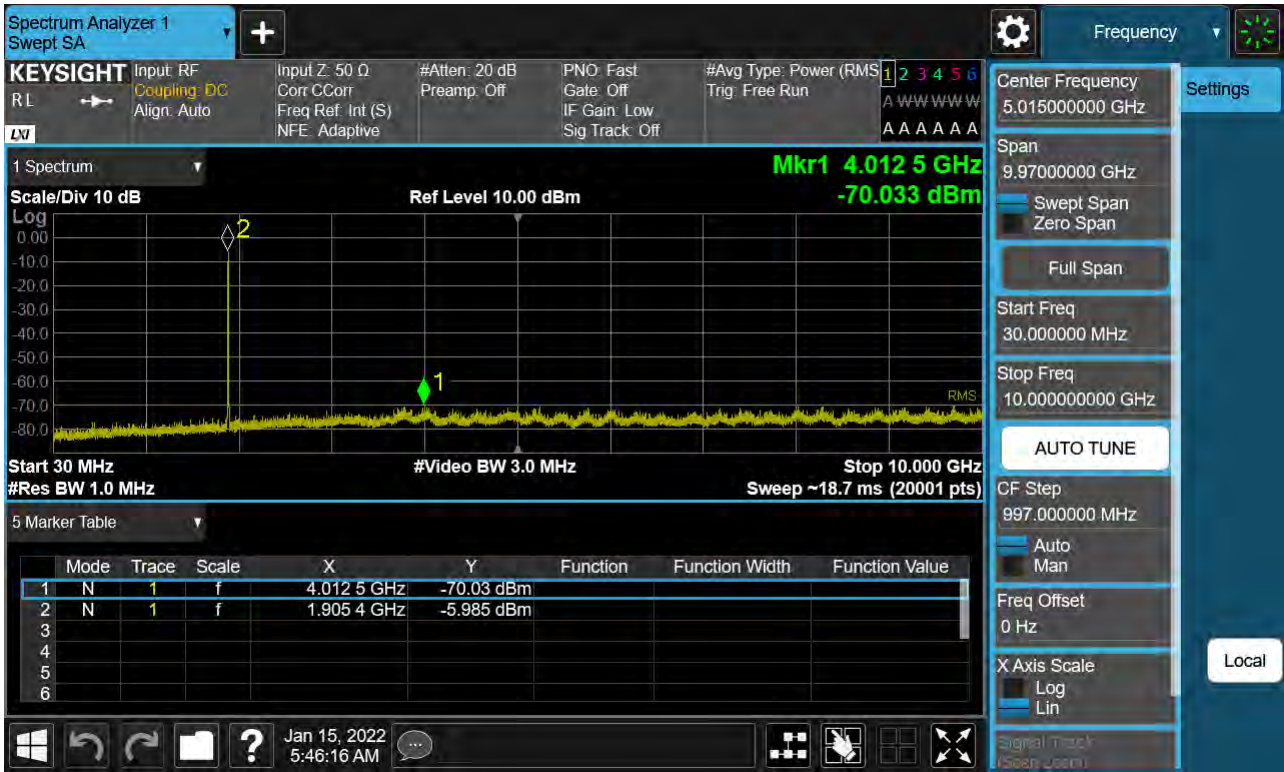 Spectrum Analyzer 1
Swept SA
+
Frequency
KEYSIGHT
RL
LXI
Input: RF
Coupling: DC
Align: Auto
Input Z: 50 Ω
Corr CCorr
Freq Ref: Int (S)
NFE: Adaptive
#Atten: 20 dB
Preamp: Off
PNO: Fast
Gate: Off
IF Gain: Low
Sig Track: Off
#Avg Type: Power (RMS
Trig: Free Run
1 2 3 4 5 6
A W W W W W
A A A A A A
1 Spectrum
Mkr1 4.012 5 GHz
Scale/Div 10 dB
Ref Level 10.00 dBm
-70.033 dBm
Log
0.00
-10.0
-20.0
-30.0
-40.0
-50.0
-60.0
-70.0
-80.0
2
1
RMS
Start 30 MHz
#Video BW 3.0 MHz
Stop 10.000 GHz
#Res BW 1.0 MHz
Sweep ~18.7 ms (20001 pts)
5 Marker Table
Mode Trace Scale X Y Function Function Width Function Value
1 N 1 f 4.012 5 GHz -70.03 dBm
2 N 1 f 1.905 4 GHz -5.985 dBm
3
4
5
6
Jan 15, 2022
5:46:16 AM
Center Frequency
5.015000000 GHz
Span
9.97000000 GHz
Swept Span
Zero Span
Full Span
Start Freq
30.000000 MHz
Stop Freq
10.000000000 GHz
AUTO TUNE
CF Step
997.000000 MHz
Auto
Man
Freq Offset
0 Hz
X Axis Scale
Log
Lin
Signal Track
(Span Zoom)
Settings
Local